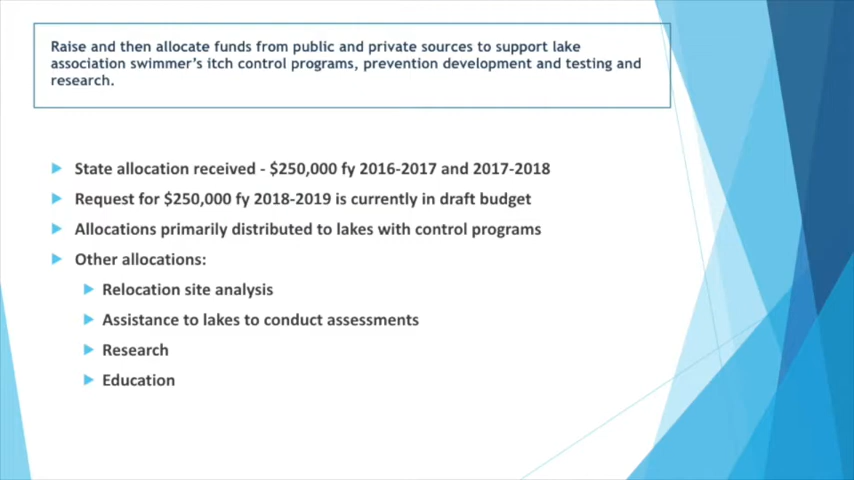 Raise and then allocate funds from public and private sources to support lake
association swimmer's itch control programs, prevention development and testing and
research.
State allocation received - $250,000 fy 2016-2017 and 2017-2018
Request for $250,000 fy 2018-2019 is currently in draft budget
Allocations primarily distributed to lakes with control programs
Other allocations:
Relocation site analysis
Assistance to lakes to conduct assessments
Research
Education